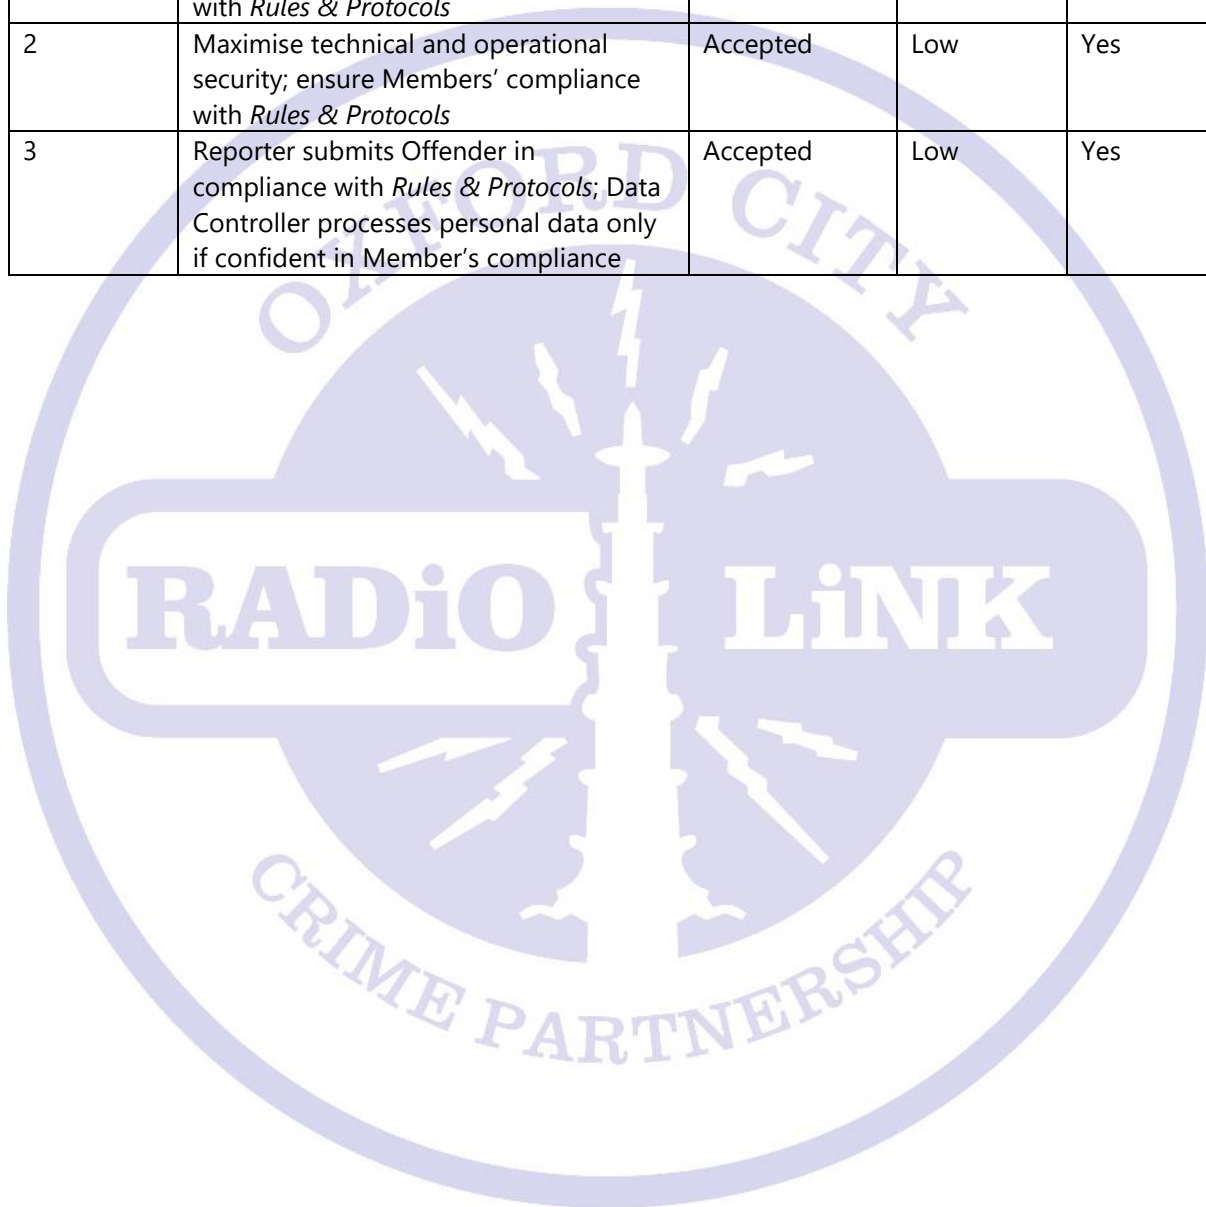 with Rules & Protocols
2 Maximise technical and operational Accepted Low Yes
security; ensure Members’ compliance
with Rules & Protocols
3 Reporter submits Offender in Accepted Low Yes
compliance with Rules & Protocols; Data
Controller processes personal data only
if confident in Member’s compliance
OXFORD CITY
RADiO LiNK
CRIME PARTNERSHIP